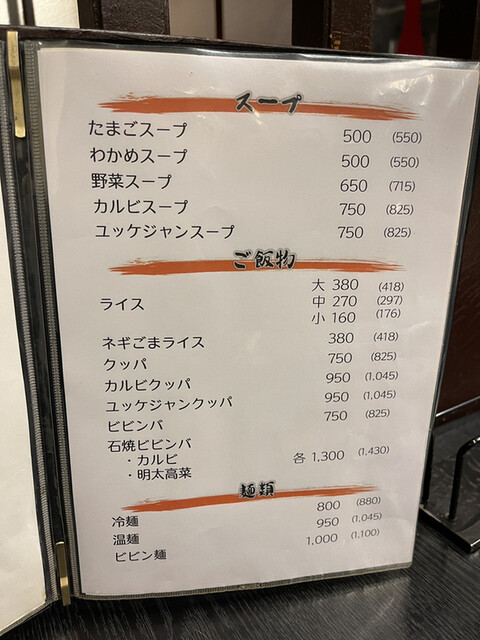 スープ
たまごスープ 500 (550)
わかめスープ 500 (550)
野菜スープ 650 (715)
カルビスープ 750 (825)
ユッケジャンスープ 750 (825)
ご飯物
大 380 (418)
ライス 中 270 (297)
小 160 (176)
ネギごまライス 380 (418)
クッパ 750 (825)
カルビクッパ 950 (1,045)
ユッケジャンクッパ 950 (1,045)
ビビンバ 750 (825)
石焼ビビンバ
・カルビ 各 1,300 (1,430)
・明太高菜
麺類
冷麺 800 (880)
温麺 950 (1,045)
ビビン麺 1,000 (1,100)